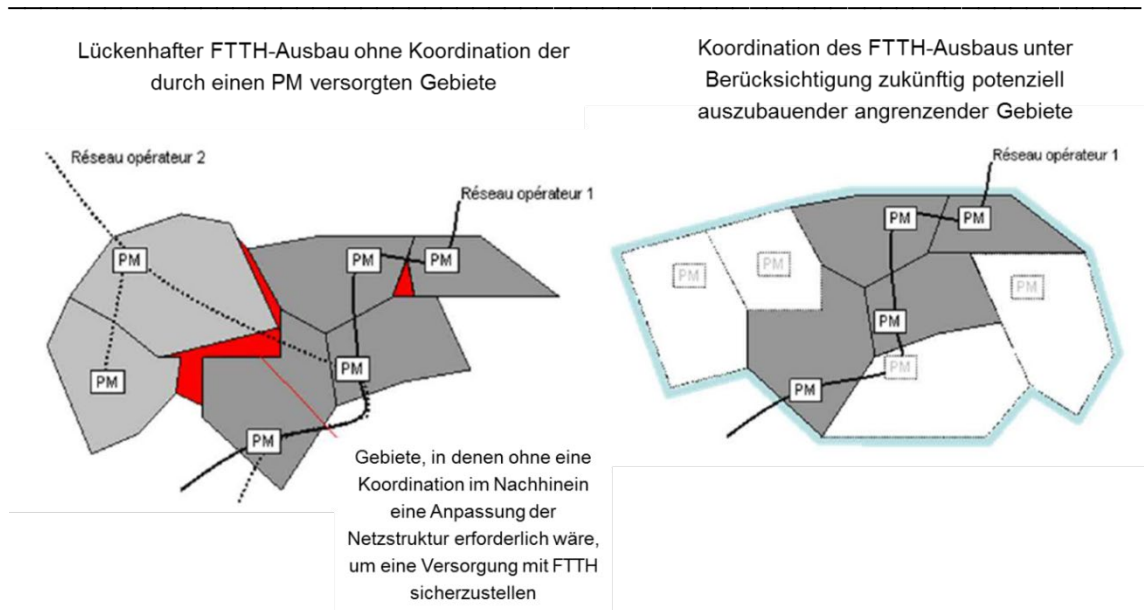 Lückenhafter FTTH-Ausbau ohne Koordination der
durch einen PM versorgten Gebiete
Réseau opérateur 2
Réseau opérateur 1
PM
PM
PM
PM
PM
PM
Gebiete, in denen ohne eine
Koordination im Nachhinein
eine Anpassung der
Netzstruktur erforderlich wäre,
um eine Versorgung mit FTTH
sicherzustellen
Koordination des FTTH-Ausbaus unter
Berücksichtigung zukünftig potenziell
auszubauender angrenzender Gebiete
Réseau opérateur 1
PM
PM
PM
PM
PM
PM
PM
PM